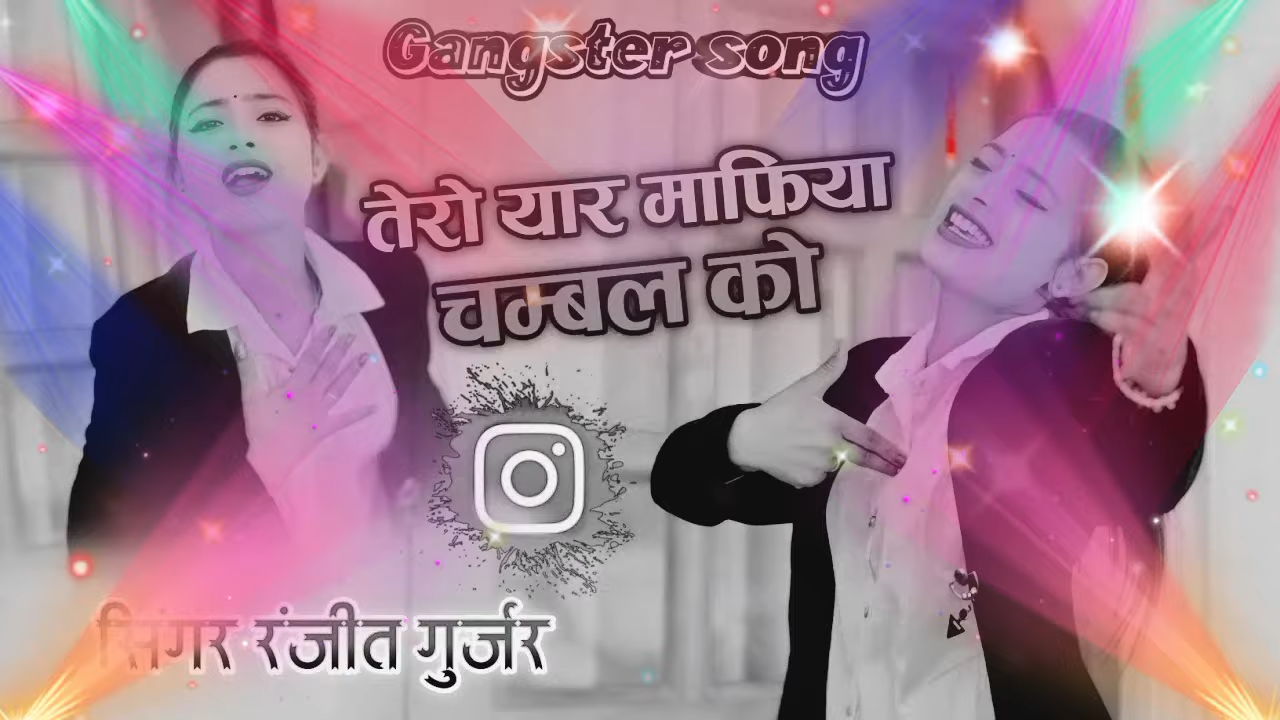 Gangster song
तेरो यार माफिया
चम्बल को
सिंगर रंजीत गुर्जर